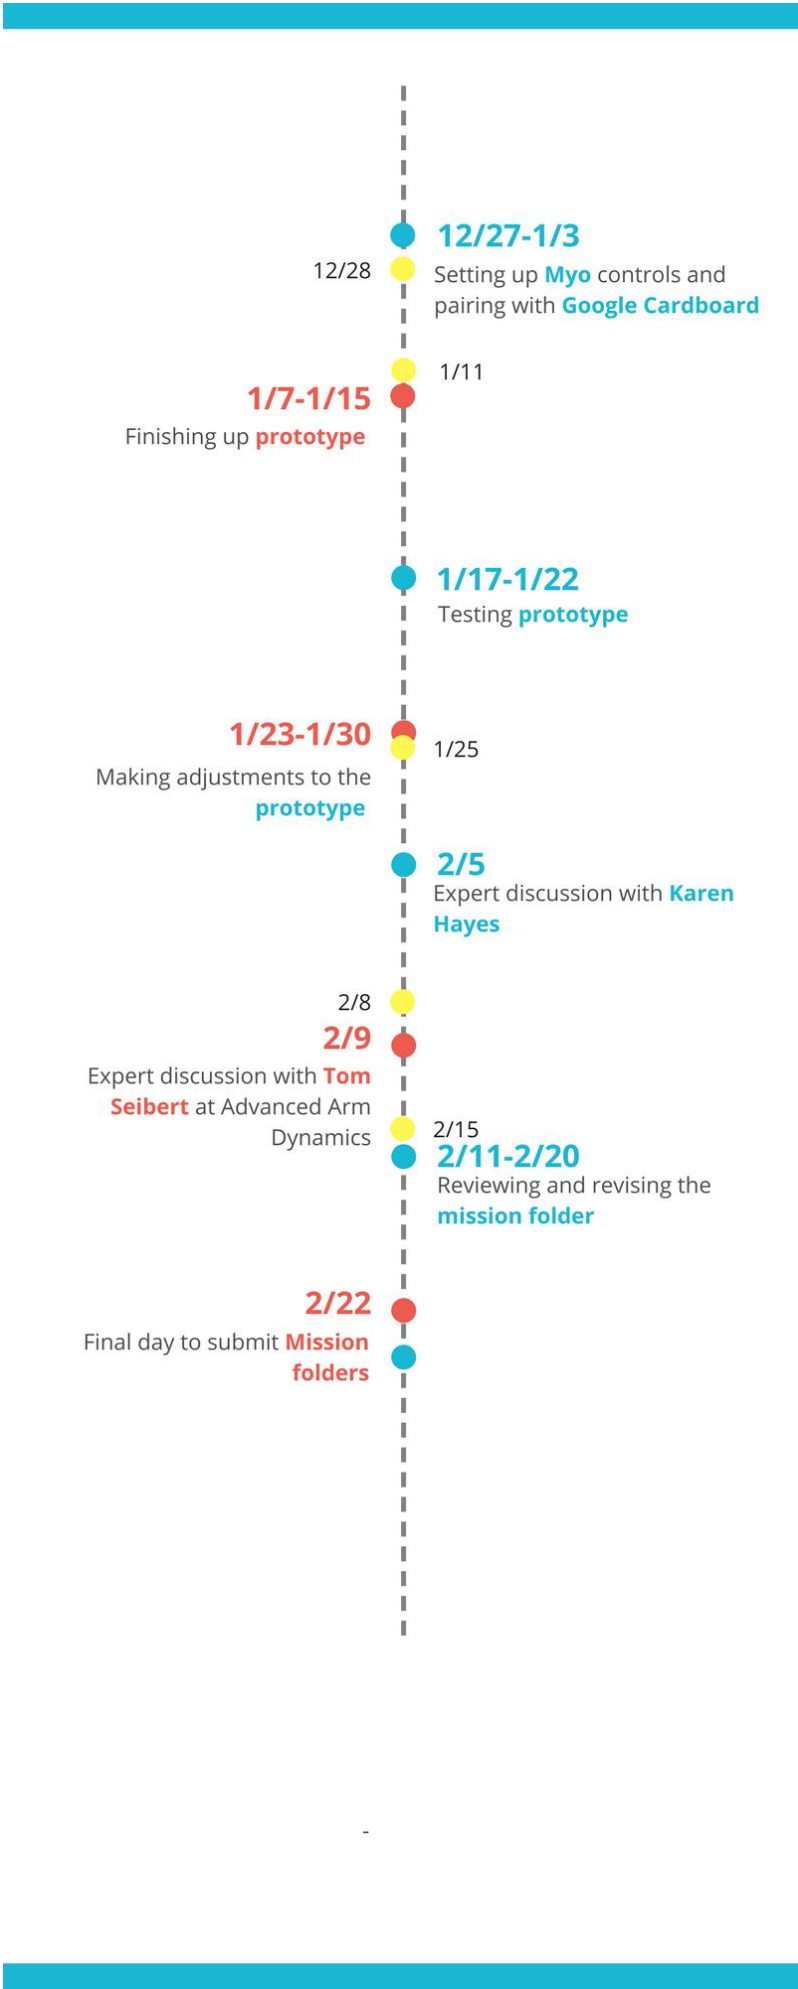 12/27-1/3
12/28
Setting up Myo controls and
pairing with Google Cardboard
1/11
1/7-1/15
Finishing up prototype
1/17-1/22
Testing prototype
1/23-1/30
1/25
Making adjustments to the
prototype
2/5
Expert discussion with Karen
Hayes
2/8
2/9
Expert discussion with Tom
Seibert at Advanced Arm
Dynamics
2/15
2/11-2/20
Reviewing and revising the
mission folder
2/22
Final day to submit Mission
folders
-